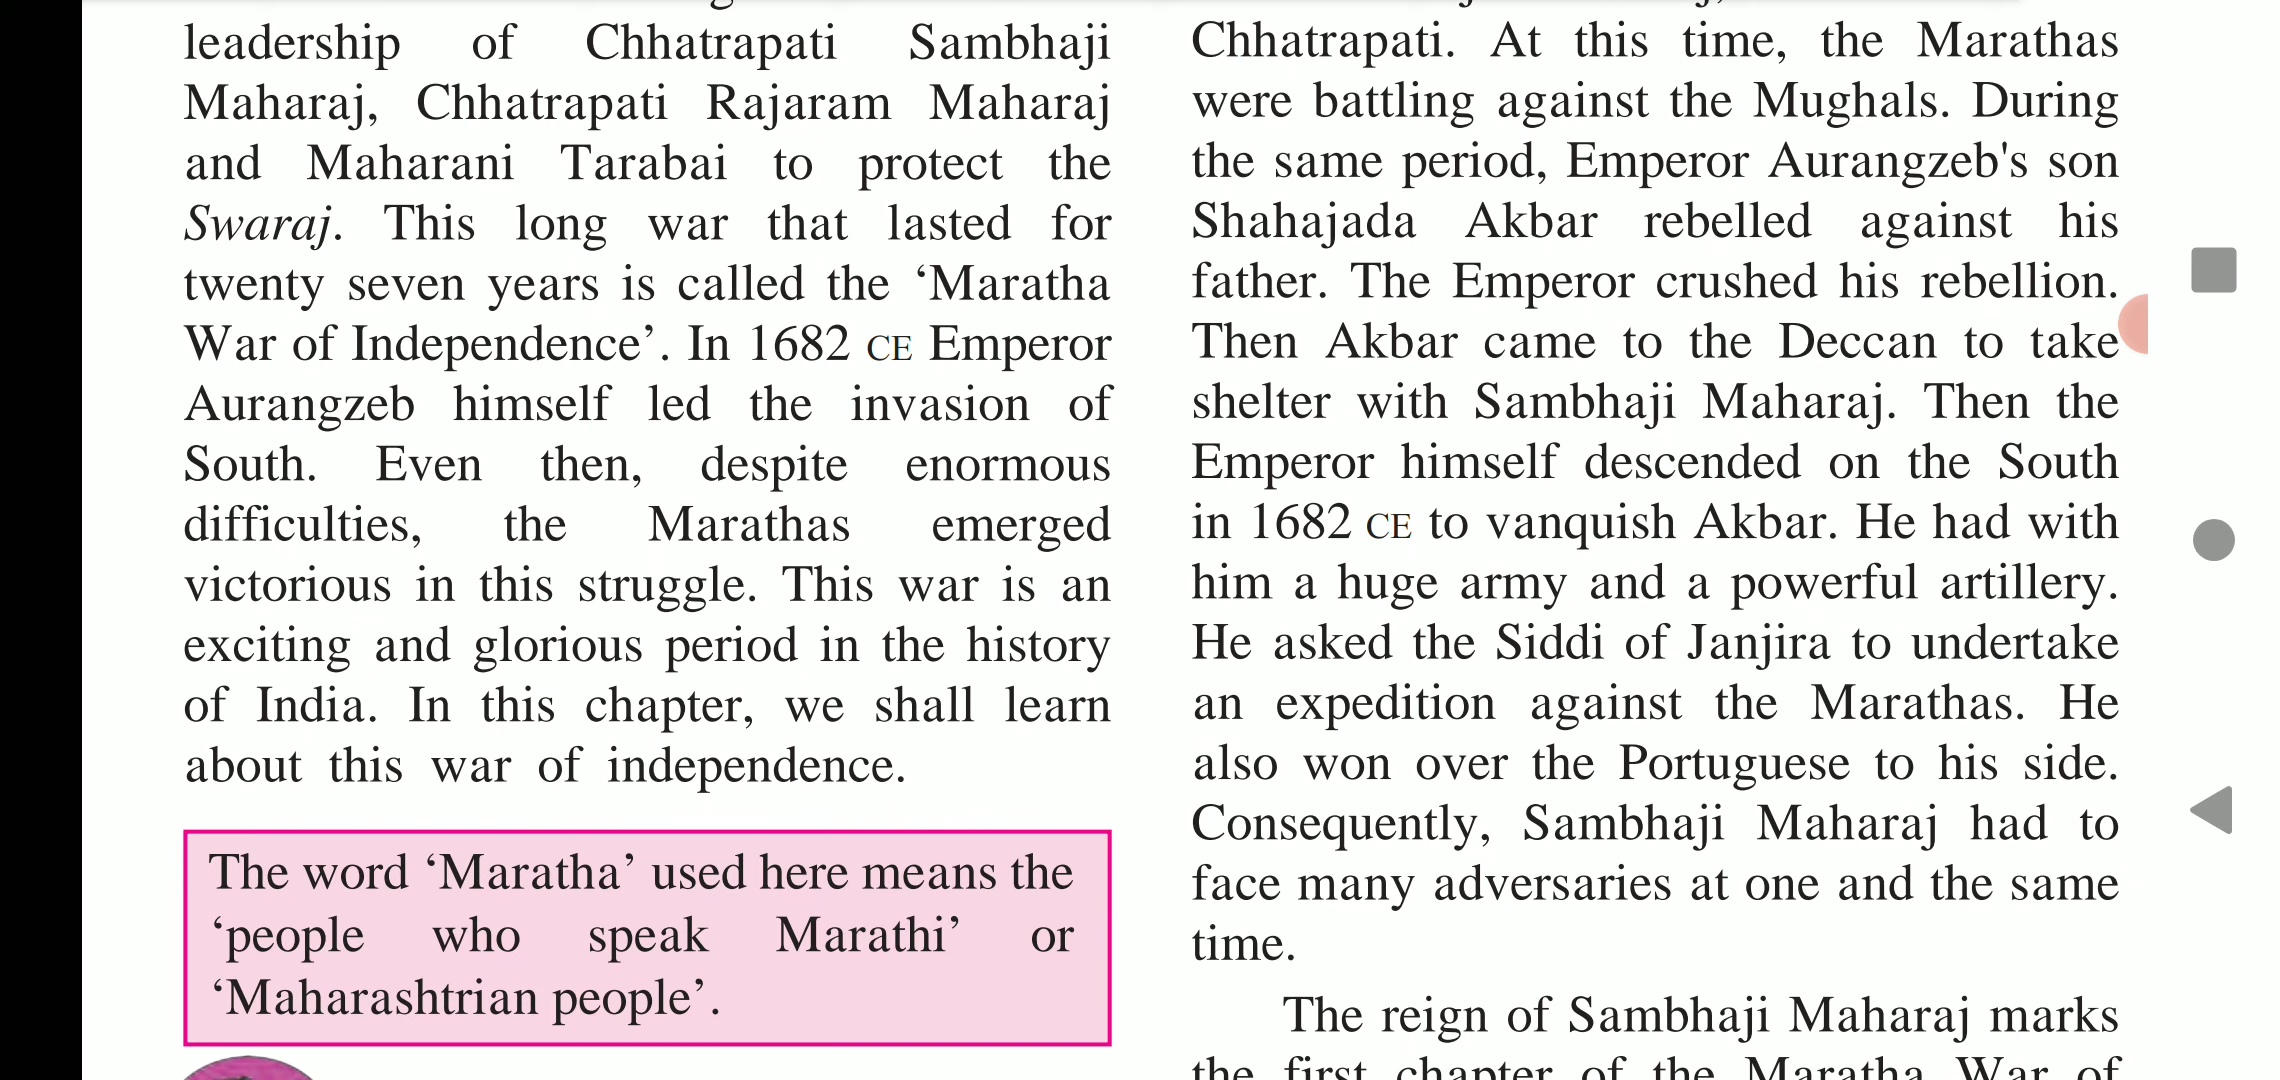 leadership of Chhatrapati Sambhaji
Maharaj, Chhatrapati Rajaram Maharaj
and Maharani Tarabai to protect the
Swaraj. This long war that lasted for
twenty seven years is called the ‘Maratha
War of Independence’. In 1682 CE Emperor
Aurangzeb himself led the invasion of
South. Even then, despite enormous
difficulties, the Marathas emerged
victorious in this struggle. This war is an
exciting and glorious period in the history
of India. In this chapter, we shall learn
about this war of independence.
The word ‘Maratha’ used here means the
‘people who speak Marathi’ or
‘Maharashtrian people’.
Chhatrapati. At this time, the Marathas
were battling against the Mughals. During
the same period, Emperor Aurangzeb's son
Shahajada Akbar rebelled against his
father. The Emperor crushed his rebellion.
Then Akbar came to the Deccan to take
shelter with Sambhaji Maharaj. Then the
Emperor himself descended on the South
in 1682 CE to vanquish Akbar. He had with
him a huge army and a powerful artillery.
He asked the Siddi of Janjira to undertake
an expedition against the Marathas. He
also won over the Portuguese to his side.
Consequently, Sambhaji Maharaj had to
face many adversaries at one and the same
time.
The reign of Sambhaji Maharaj marks
the first chapter of the Maratha War of